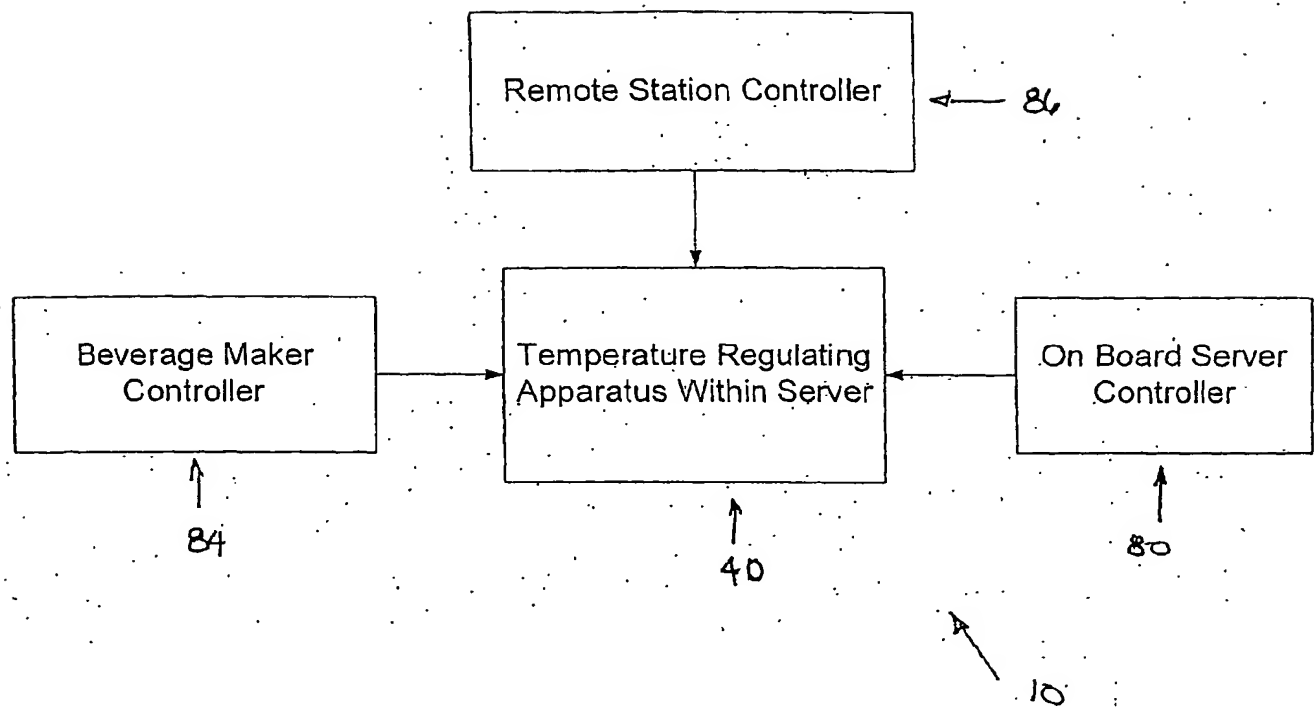 Remote Station Controller
86
Beverage Maker
Controller
Temperature Regulating
Apparatus Within Server
On Board Server
Controller
84
40
80
10